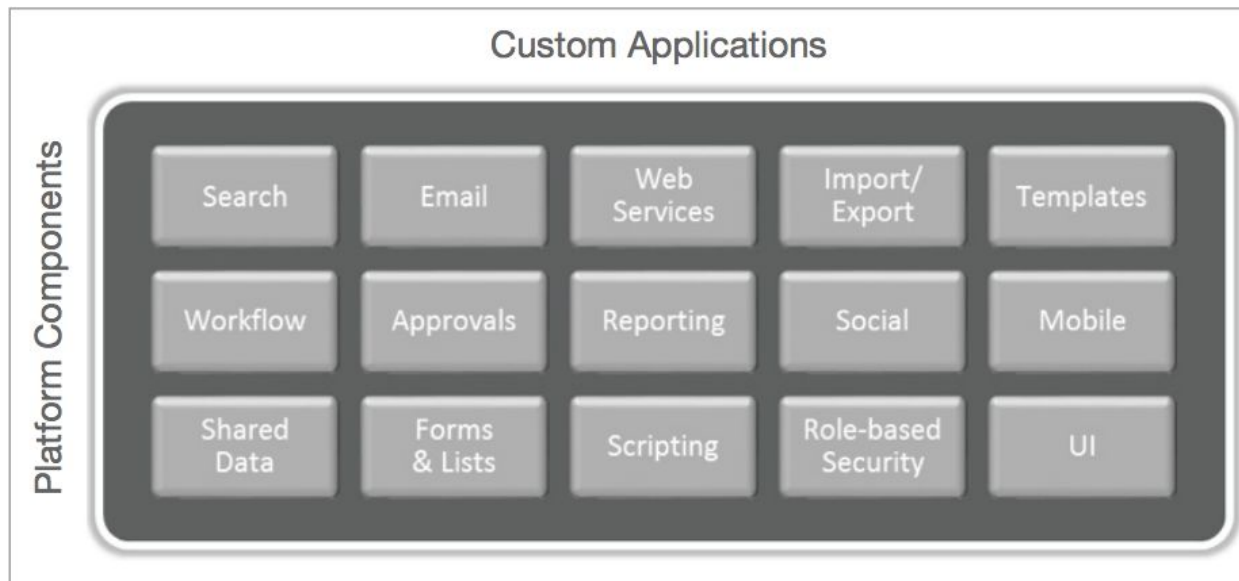 Custom Applications
Platform Components
Search
Email
Web
Services
Import/
Export
Templates
Workflow
Approvals
Reporting
Social
Mobile
Shared
Data
Forms
& Lists
Scripting
Role-based
Security
UI